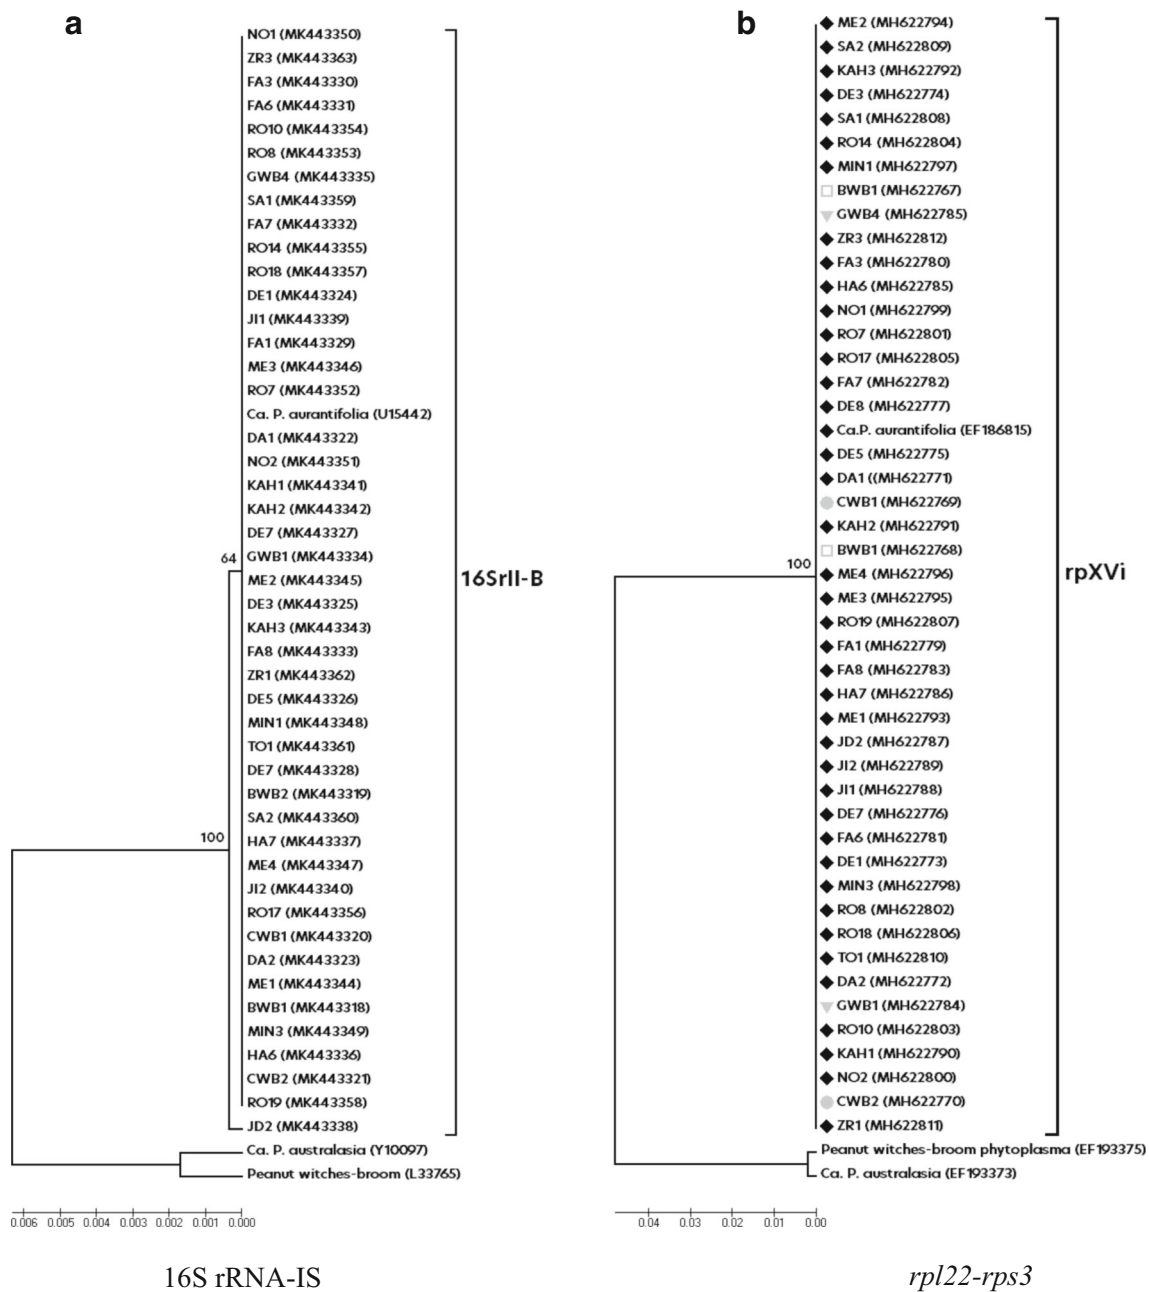 a
NO1 (MK443350)
ZR3 (MK443363)
FA3 (MK443330)
FA6 (MK443331)
RO10 (MK443354)
RO8 (MK443353)
GWB4 (MK443335)
SA1 (MK443359)
FA7 (MK443332)
RO14 (MK443355)
RO18 (MK443357)
DE1 (MK443324)
JI1 (MK443339)
FA1 (MK443329)
ME3 (MK443346)
RO7 (MK443352)
Ca. P. aurantifolia (U15442)
DA1 (MK443322)
NO2 (MK443351)
KAH1 (MK443341)
KAH2 (MK443342)
DE7 (MK443327)
GWB1 (MK443334)
ME2 (MK443345)
DE3 (MK443325)
KAH3 (MK443343)
FA8 (MK443333)
ZR1 (MK443362)
DE5 (MK443326)
MIN1 (MK443348)
TO1 (MK443361)
DE7 (MK443328)
BWB2 (MK443319)
SA2 (MK443360)
HA7 (MK443337)
ME4 (MK443347)
JI2 (MK443340)
RO17 (MK443356)
CWB1 (MK443320)
DA2 (MK443323)
ME1 (MK443344)
BWB1 (MK443318)
MIN3 (MK443349)
HA6 (MK443336)
CWB2 (MK443321)
RO19 (MK443358)
JD2 (MK443338)
Ca. P. australasia (Y10097)
Peanut witches-broom (L33765)
64
100
16SrII-B
0.006 0.005 0.004 0.003 0.002 0.001 0.000
16S rRNA-IS
b
ME2 (MH622794)
SA2 (MH622809)
KAH3 (MH622792)
DE3 (MH622774)
SA1 (MH622808)
RO14 (MH622804)
MIN1 (MH622797)
BWB1 (MH622767)
GWB4 (MH622785)
ZR3 (MH622812)
FA3 (MH622780)
HA6 (MH622785)
NO1 (MH622799)
RO7 (MH622801)
RO17 (MH622805)
FA7 (MH622782)
DE8 (MH622777)
Ca.P. aurantifolia (EF186815)
DE5 (MH622775)
DA1 ((MH622771)
CWB1 (MH622769)
KAH2 (MH622791)
BWB1 (MH622768)
ME4 (MH622796)
ME3 (MH622795)
RO19 (MH622807)
FA1 (MH622779)
FA8 (MH622783)
HA7 (MH622786)
ME1 (MH622793)
JD2 (MH622787)
JI2 (MH622789)
JI1 (MH622788)
DE7 (MH622776)
FA6 (MH622781)
DE1 (MH622773)
MIN3 (MH622798)
RO8 (MH622802)
RO18 (MH622806)
TO1 (MH622810)
DA2 (MH622772)
GWB1 (MH622784)
RO10 (MH622803)
KAH1 (MH622790)
NO2 (MH622800)
CWB2 (MH622770)
ZR1 (MH622811)
Peanut witches-broom phytoplasma (EF193375)
Ca. P. australasia (EF193373)
100
rpXVi
0.04 0.03 0.02 0.01 0.00
rpl22-rps3